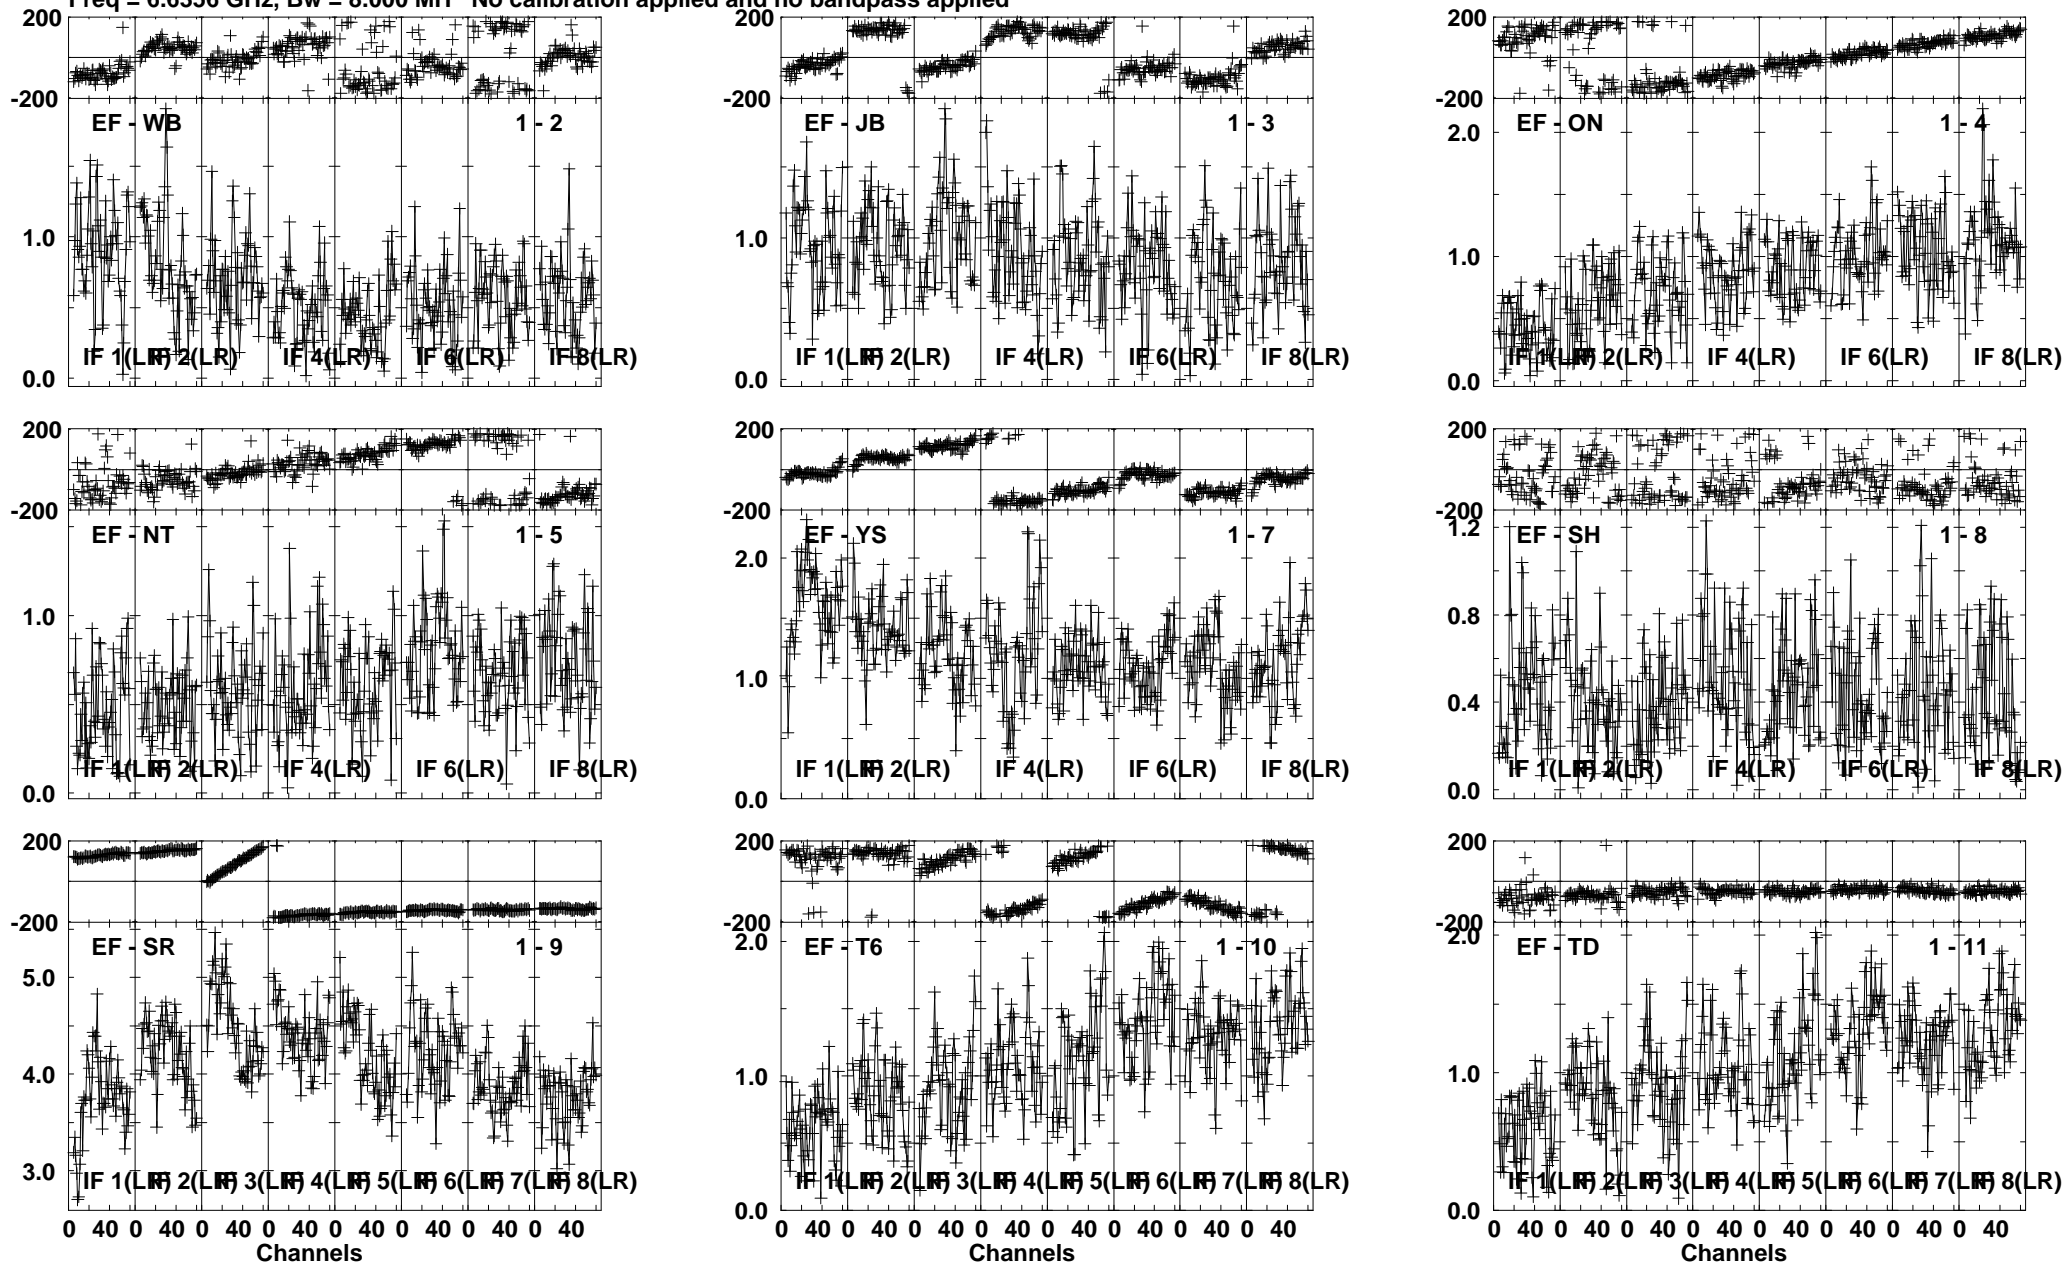 Freq = 6.6356 GHz, Bw = 8.000 MH No calibration applied and no bandpass applied
200
-200
EF - WB
1 - 2
1.0
0.0
IF 1(LR)
IF 2(LR)
IF 4(LR)
IF 6(LR)
IF 8(LR)
200
-200
EF - JB
1 - 3
1.0
0.0
IF 1(LR)
IF 2(LR)
IF 4(LR)
IF 6(LR)
IF 8(LR)
200
-200
EF - ON
1 - 4
2.0
1.0
0.0
IF 1(LR)
IF 2(LR)
IF 4(LR)
IF 6(LR)
IF 8(LR)
200
-200
EF - NT
1 - 5
1.0
0.0
IF 1(LR)
IF 2(LR)
IF 4(LR)
IF 6(LR)
IF 8(LR)
200
-200
EF - YS
1 - 7
2.0
1.0
0.0
IF 1(LR)
IF 2(LR)
IF 4(LR)
IF 6(LR)
IF 8(LR)
200
-200
EF - SH
1 - 8
1.2
0.8
0.4
0.0
IF 1(LR)
IF 2(LR)
IF 4(LR)
IF 6(LR)
IF 8(LR)
200
-200
EF - SR
1 - 9
5.0
4.0
3.0
IF 1(LR)
IF 2(LR)
IF 3(LR)
IF 4(LR)
IF 5(LR)
IF 6(LR)
IF 7(LR)
IF 8(LR)
0 40 0 40 0 40 0 40 0 40 0 40 0 40 0 40
Channels
200
-200
EF - T6
1 - 10
2.0
1.0
0.0
IF 1(LR)
IF 2(LR)
IF 3(LR)
IF 4(LR)
IF 5(LR)
IF 6(LR)
IF 7(LR)
IF 8(LR)
0 40 0 40 0 40 0 40 0 40 0 40 0 40 0 40
Channels
200
-200
EF - TD
1 - 11
2.0
1.0
0.0
IF 1(LR)
IF 2(LR)
IF 3(LR)
IF 4(LR)
IF 5(LR)
IF 6(LR)
IF 7(LR)
IF 8(LR)
0 40 0 40 0 40 0 40 0 40 0 40 0 40 0 40
Channels